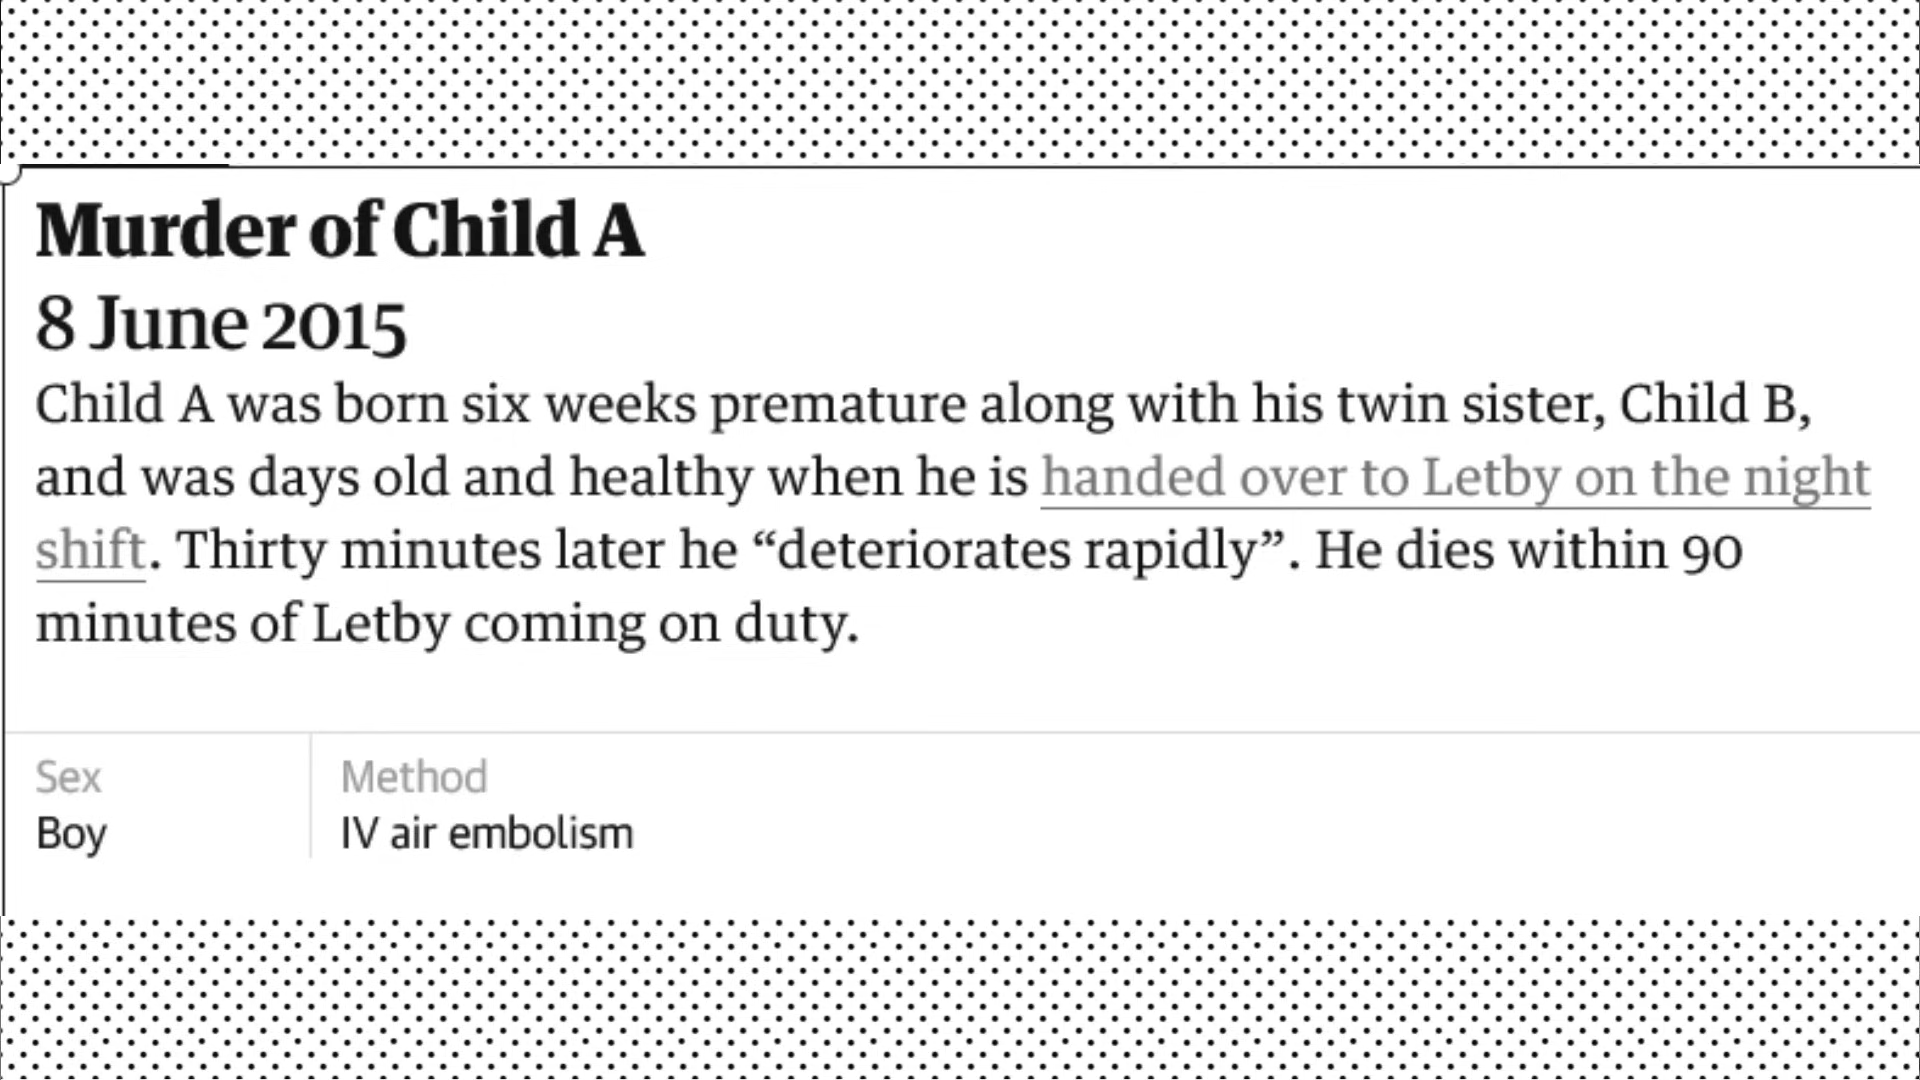 Murder of Child A
8 June 2015
Child A was born six weeks premature along with his twin sister, Child B,
and was days old and healthy when he is handed over to Letby on the night
shift. Thirty minutes later he “deteriorates rapidly”. He dies within 90
minutes of Letby coming on duty.
Sex
Method
Boy
IV air embolism